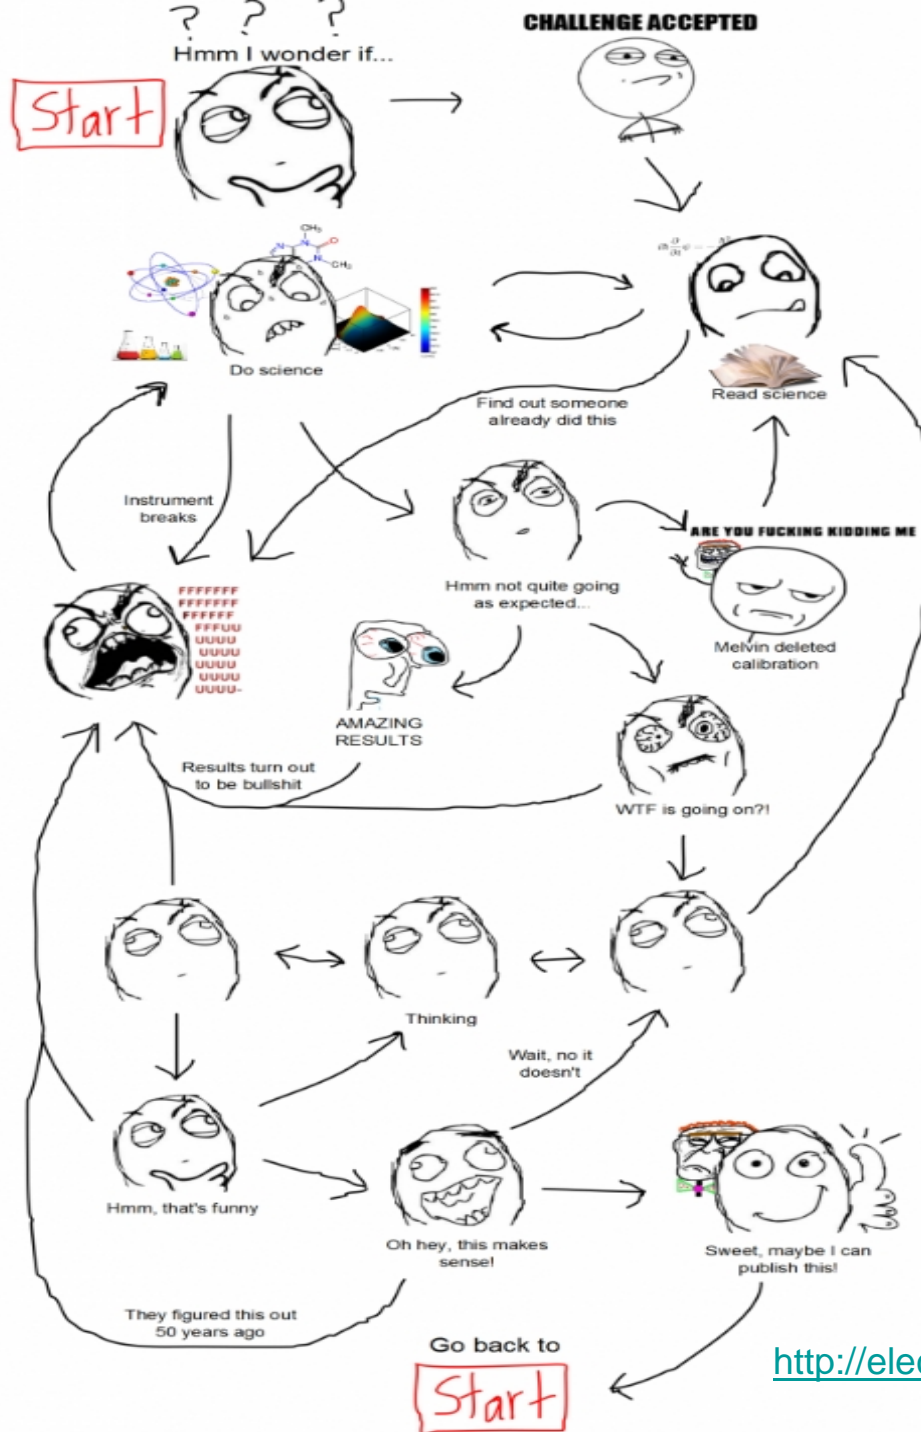 ? ? ?
Hmm I wonder if...
CHALLENGE ACCEPTED
Start
CH₃
N
N
O
N
CH₃
Do science
Read science
Find out someone
already did this
Instrument
breaks
ARE YOU FUCKING KIDDING ME
Hmm not quite going
as expected...
Melvin deleted
calibration
FFFFFFF
FFFFFFF
FFFFFF
FFFUU
UUUU
UUUU
UUUU
UUUU
UUUU-
AMAZING
RESULTS
Results turn out
to be bullshit
WTF is going on?!
Thinking
Wait, no it
doesn't
Hmm, that's funny
Oh hey, this makes
sense!
Sweet, maybe I can
publish this!
They figured this out
50 years ago
Go back to
Start
http://elec